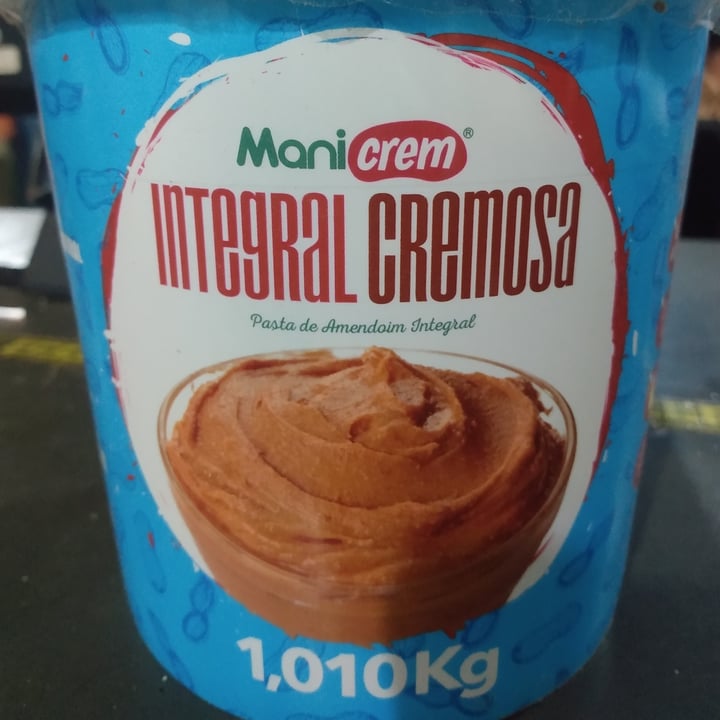 Manicrem®
INTEGRAL CREMOSA
Pasta de Amendoim Integral
1,010Kg